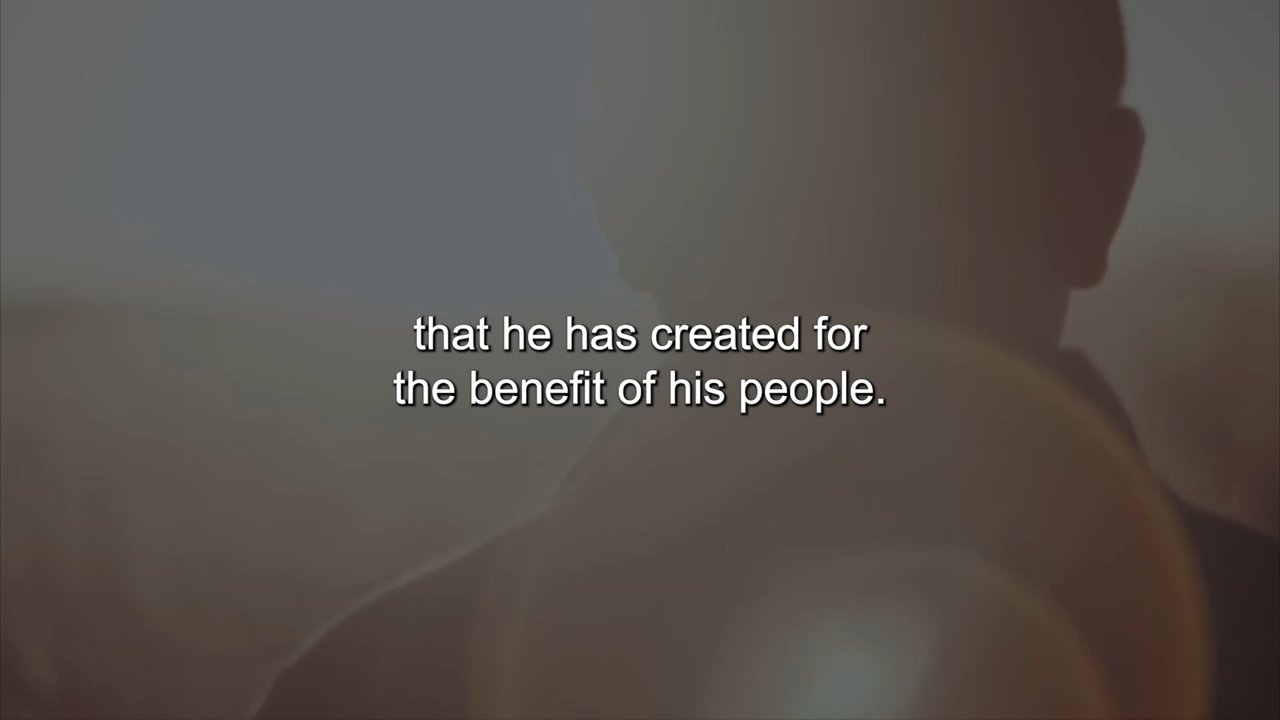 that he has created for
the benefit of his people.